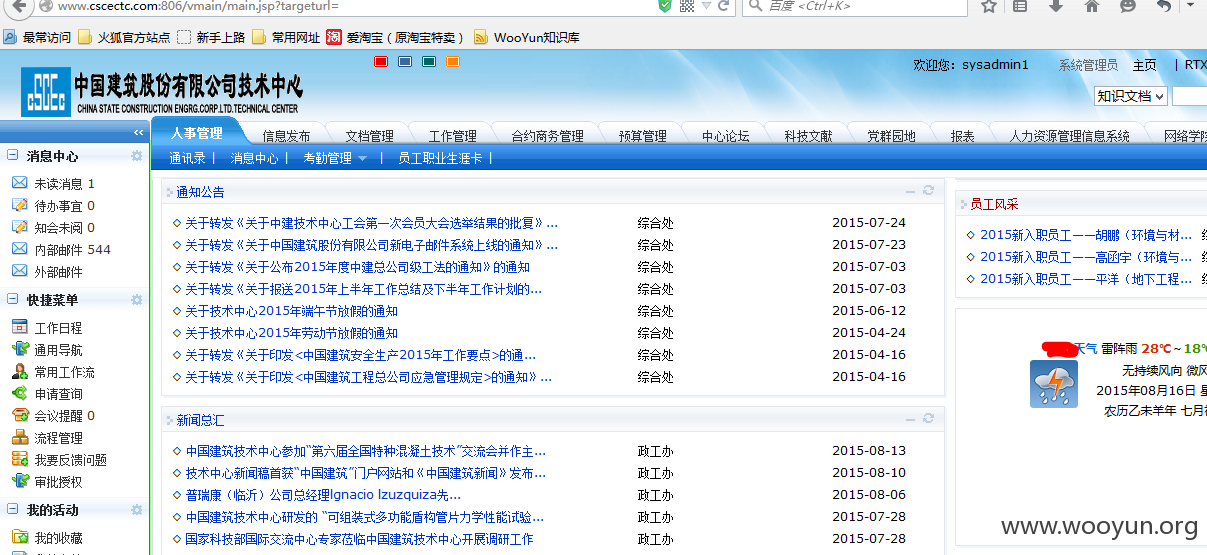 www.cscectc.com:806/vmain/main.jsp?targeturl=
百度 <Ctrl+K>
最常访问 火狐官方站点 新手上路 常用网址 淘 爱淘宝（原淘宝特卖） WooYun知识库
中国建筑股份有限公司技术中心
CHINA STATE CONSTRUCTION ENGRG.CORP.LTD.TECHNICAL CENTER
欢迎您：sysadmin1 系统管理员 主页 | RTX
知识文档
人事管理 信息发布 文档管理 工作管理 合约商务管理 预算管理 中心论坛 科技文献 党群园地 报表 人力资源管理信息系统 网络学院
通讯录 | 消息中心 | 考勤管理 | 员工职业生涯卡 |
消息中心
未读消息 1
待办事宜 0
知会未阅 0
内部邮件 544
外部邮件
快捷菜单
工作日程
通用导航
常用工作流
申请查询
会议提醒 0
流程管理
我要反馈问题
审批授权
我的活动
我的收藏
通知公告
关于转发《关于中建技术中心工会第一次会员大会选举结果的批复》... 综合处 2015-07-24
关于转发《关于中国建筑股份有限公司新电子邮件系统上线的通知》... 综合处 2015-07-23
关于转发《关于公布2015年度中建总公司级工法的通知》的通知 综合处 2015-07-03
关于转发《关于报送2015年上半年工作总结及下半年工作计划的... 综合处 2015-07-03
关于技术中心2015年端午节放假的通知 综合处 2015-06-12
关于技术中心2015年劳动节放假的通知 综合处 2015-04-24
关于转发《关于印发<中国建筑安全生产2015年工作要点>的通... 综合处 2015-04-16
关于转发《关于印发<中国建筑工程总公司应急管理规定>的通知》... 综合处 2015-04-16
新闻总汇
中国建筑技术中心参加“第六届全国特种混凝土技术”交流会并作主... 政工办 2015-08-13
技术中心新闻稿首获“中国建筑”门户网站和《中国建筑新闻》发布... 政工办 2015-08-10
普瑞康（临沂）公司总经理Ignacio Izuzquiza先... 政工办 2015-08-06
中国建筑技术中心研发的 “可组装式多功能盾构管片力学性能试验... 政工办 2015-07-28
国家科技部国际交流中心专家莅临中国建筑技术中心开展调研工作 政工办 2015-07-28
员工风采
2015新入职员工——胡鹏（环境与材...
2015新入职员工——高函宇（环境与...
2015新入职员工——平洋（地下工程...
天气 雷阵雨 28℃～18
无持续风向 微风
2015年08月16日 星
农历乙未羊年 七月
www.wooyun.org